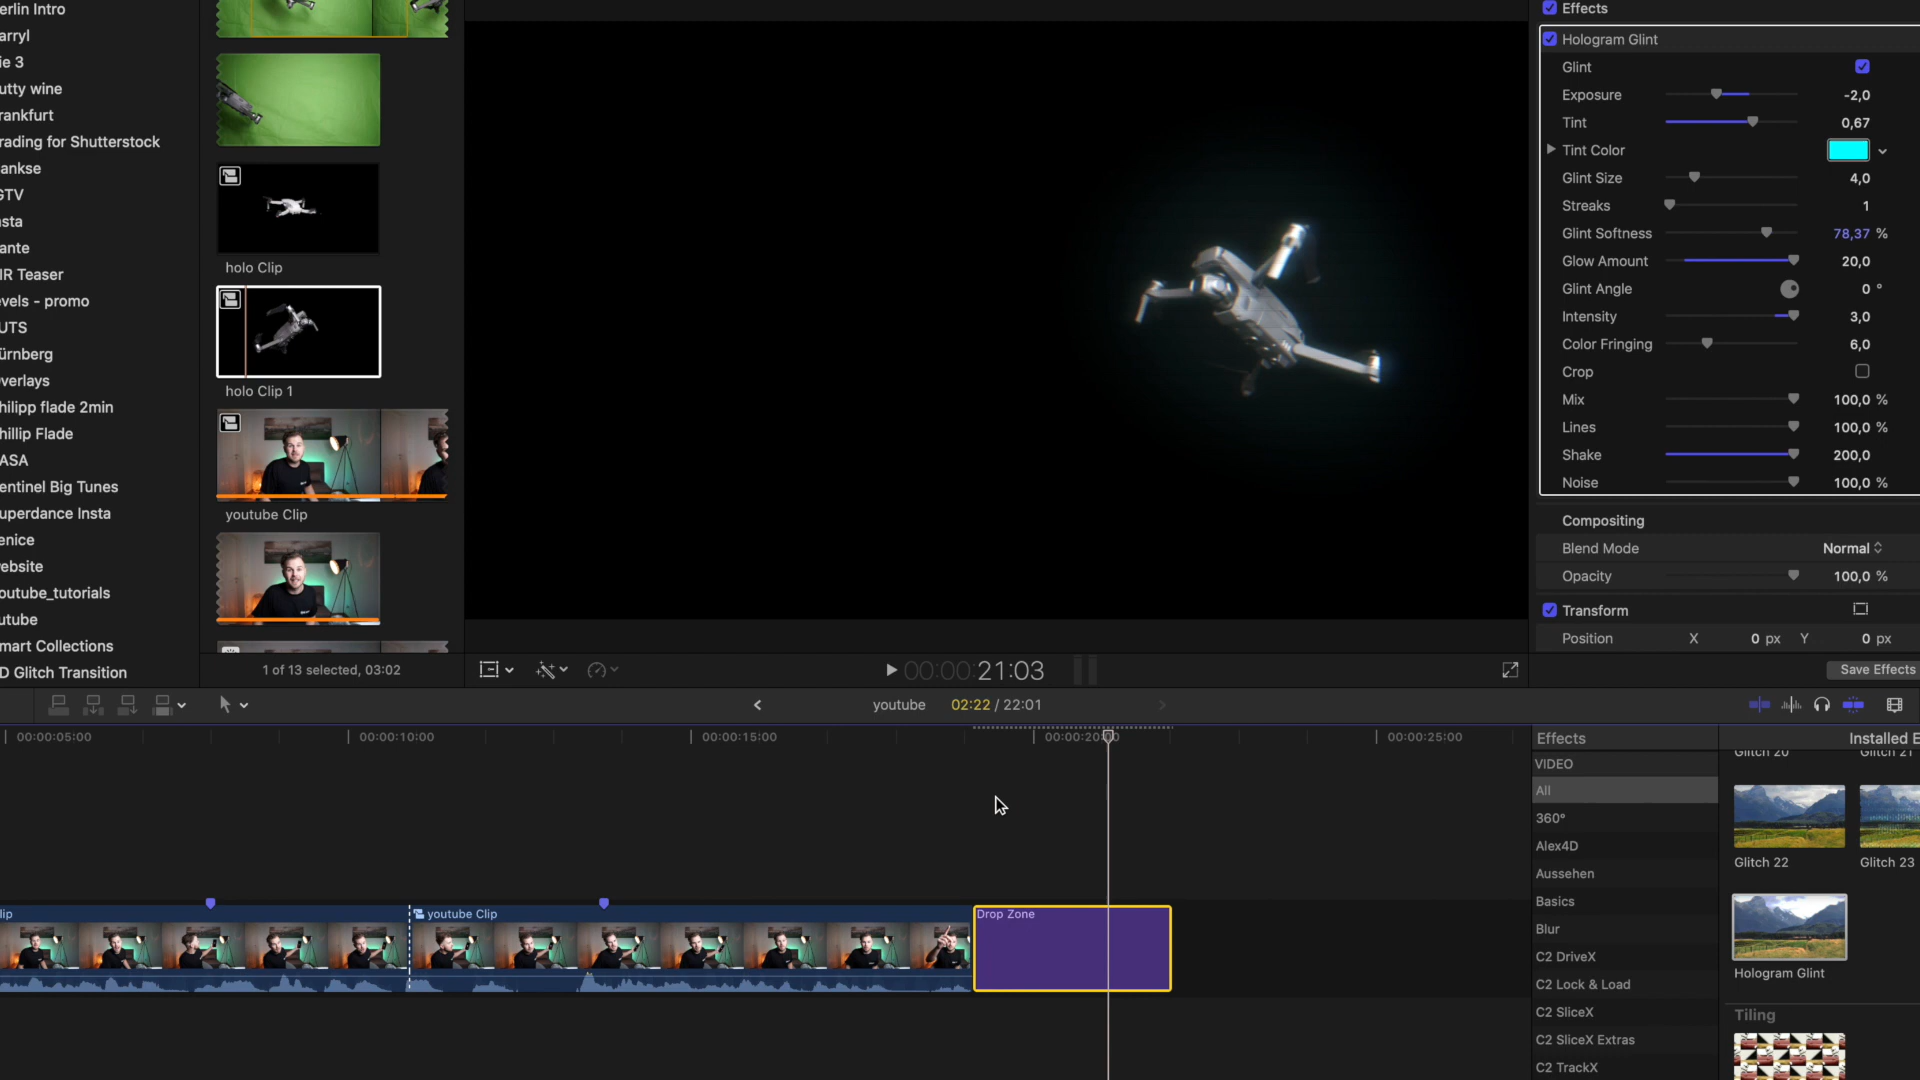 erlin Intro
arryl
ie 3
utty wine
rankfurt
rading for Shutterstock
ankse
GTV
nsta
ante
IR Teaser
evels - promo
UTS
ürnberg
verlays
hilipp flade 2min
hillip Flade
ASA
entinel Big Tunes
uperdance Insta
enice
ebsite
outube_tutorials
utube
mart Collections
D Glitch Transition
holo Clip
holo Clip 1
youtube Clip
1 of 13 selected, 03:02
00:00:21:03
Effects
Hologram Glint
Glint
Exposure -2,0
Tint 0,67
Tint Color
Glint Size 4,0
Streaks 1
Glint Softness 78,37 %
Glow Amount 20,0
Glint Angle 0 °
Intensity 3,0
Color Fringing 6,0
Crop
Mix 100,0 %
Lines 100,0 %
Shake 200,0
Noise 100,0 %
Compositing
Blend Mode Normal
Opacity 100,0 %
Transform
Position X 0 px Y 0 px
Save Effects
youtube 02:22 / 22:01
00:00:05:00 00:00:10:00 00:00:15:00 00:00:20:00 00:00:25:00
lip
youtube Clip
Drop Zone
Effects
VIDEO
All
360°
Alex4D
Aussehen
Basics
Blur
C2 DriveX
C2 Lock & Load
C2 SliceX
C2 SliceX Extras
C2 TrackX
Installed E
Glitch 20 Glitch 21
Glitch 22 Glitch 23
Hologram Glint
Tiling